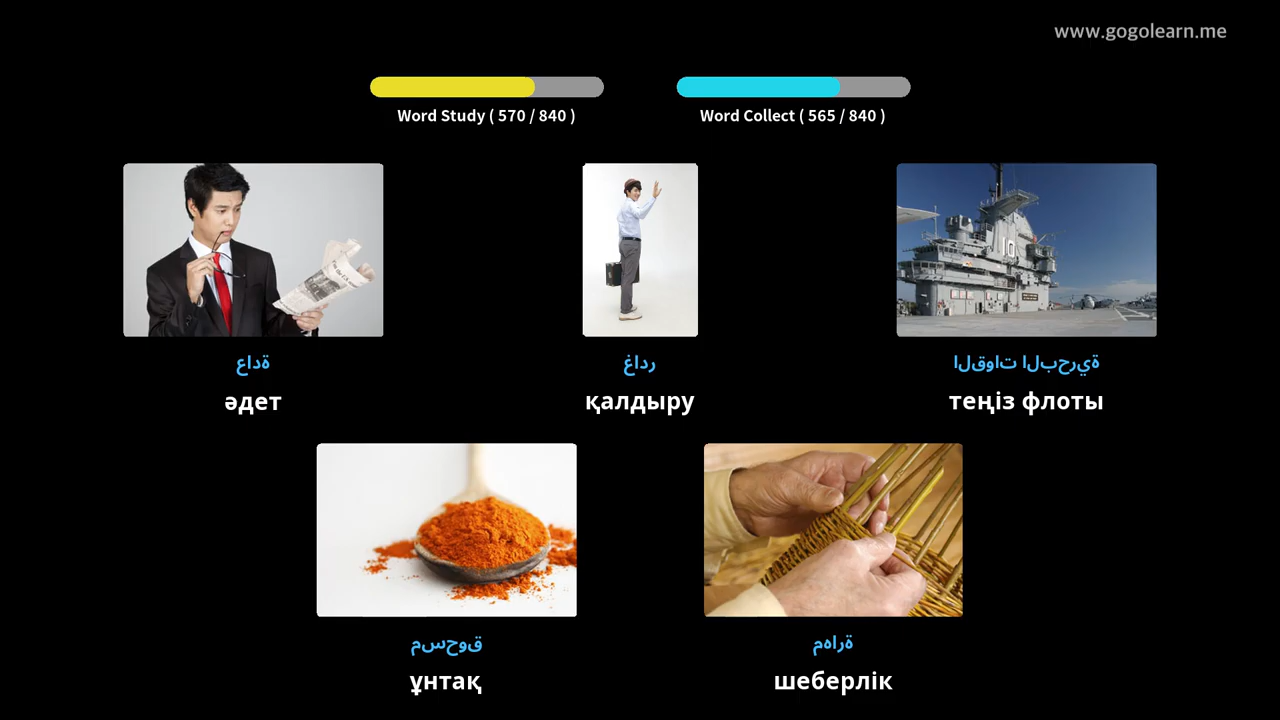 www.gogolearn.me
Word Study ( 570 / 840 )
Word Collect ( 565 / 840 )
10
عادة
غادر
القوات البحرية
әдет
қалдыру
теңіз флоты
مسحوق
مهارة
ұнтақ
шеберлік